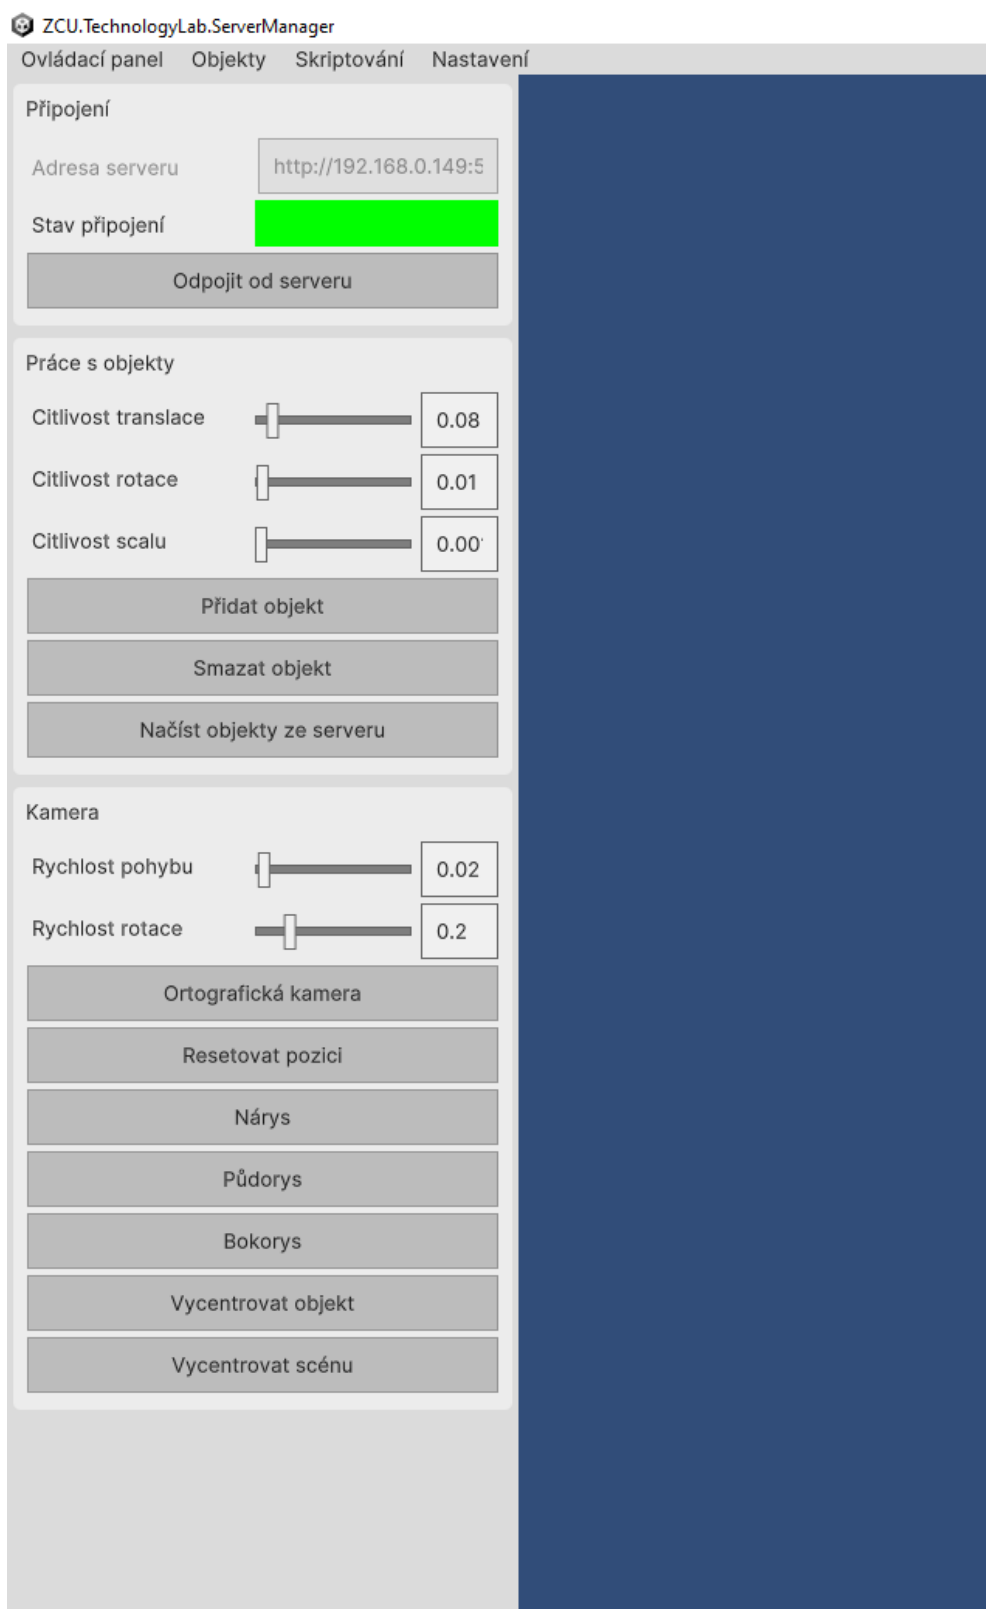 ZCU.TechnologyLab.ServerManager
Ovládací panel Objekty Skriptování Nastavení
Připojení
Adresa serveru http://192.168.0.149:5
Stav připojení
Odpojit od serveru
Práce s objekty
Citlivost translace 0.08
Citlivost rotace 0.01
Citlivost scalu 0.00
Přidat objekt
Smazat objekt
Načíst objekty ze serveru
Kamera
Rychlost pohybu 0.02
Rychlost rotace 0.2
Ortografická kamera
Resetovat pozici
Nárys
Půdorys
Bokorys
Vycentrovat objekt
Vycentrovat scénu